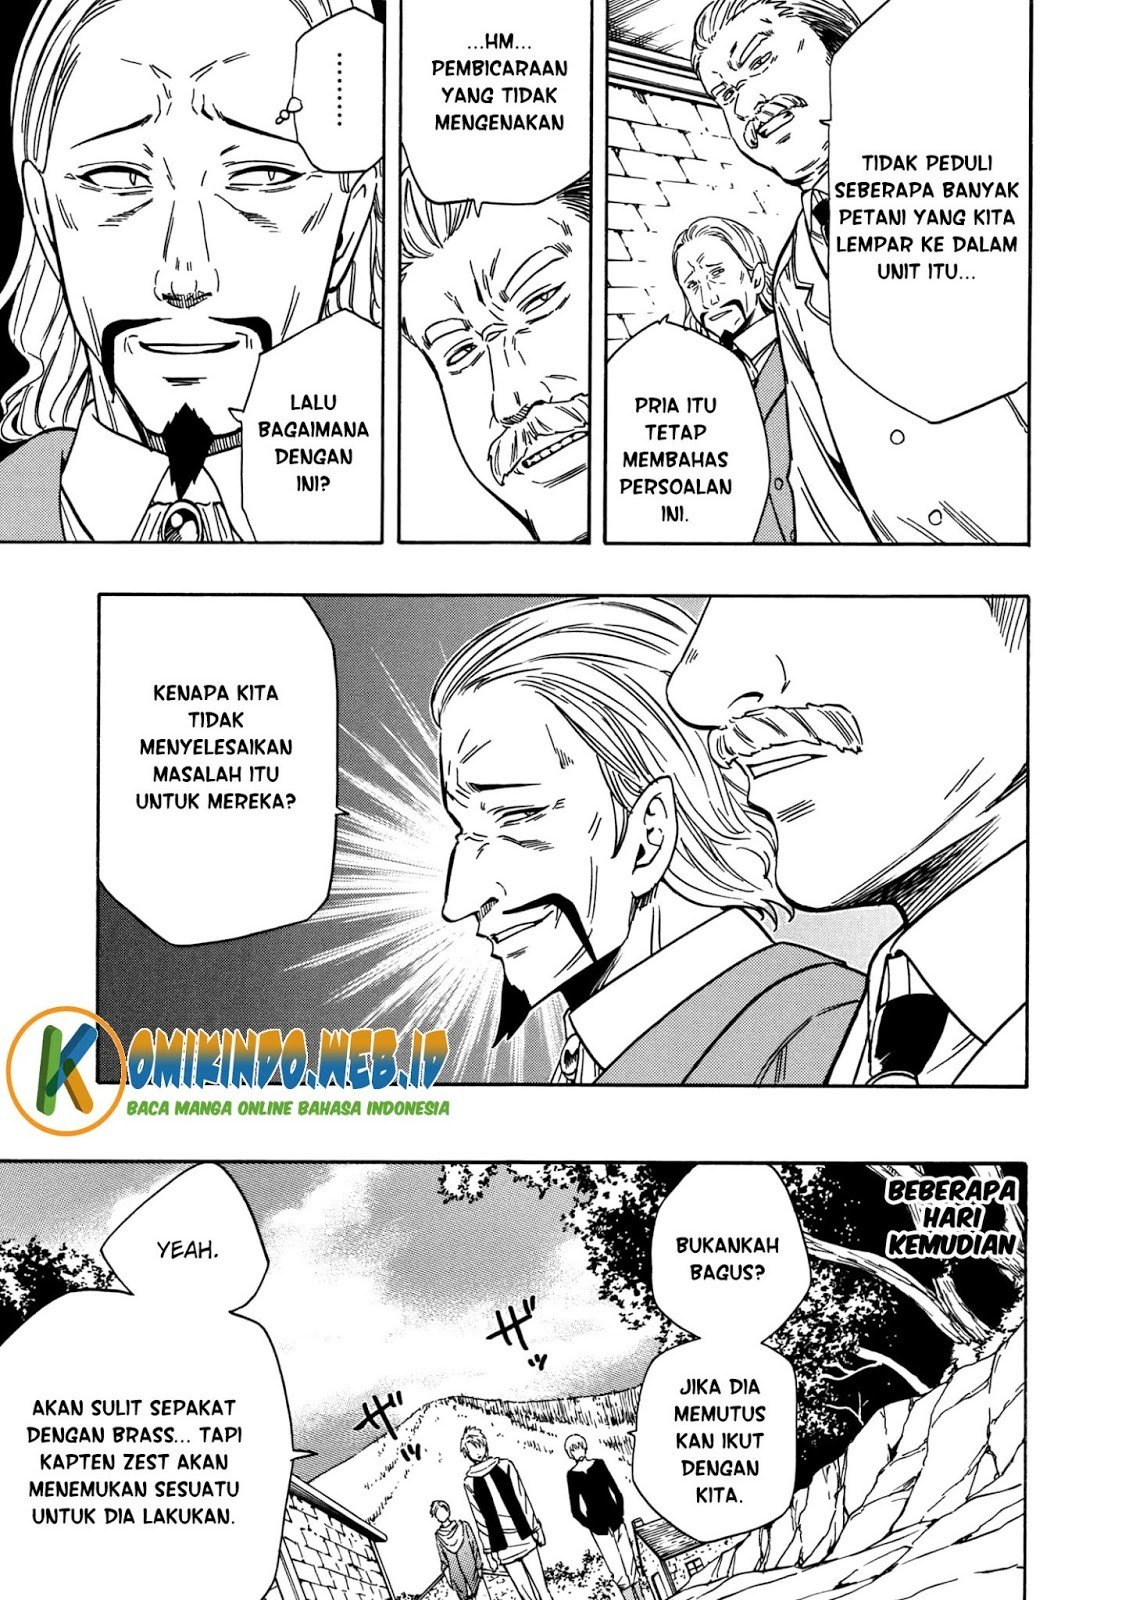 TIDAK PEDULI
SEBERAPA BANYAK
PETANI YANG KITA
LEMPAR KE DALAM
UNIT ITU...
PRIA ITU
TETAP
MEMBAHAS
PERSOALAN
INI.
...HM...
PEMBICARAAN
YANG TIDAK
MENGENAKAN
.........
LALU
BAGAIMANA
DENGAN
INI?
KENAPA KITA
TIDAK
MENYELESAIKAN
MASALAH ITU
UNTUK MEREKA?
KOMIKINDO.WEB.ID
BACA MANGA ONLINE BAHASA INDONESIA
BEBERAPA
HARI
KEMUDIAN
BUKANKAH
BAGUS?
JIKA DIA
MEMUTUS
KAN IKUT
DENGAN
KITA.
YEAH.
AKAN SULIT SEPAKAT
DENGAN BRASS... TAPI
KAPTEN ZEST AKAN
MENEMUKAN SESUATU
UNTUK DIA LAKUKAN.